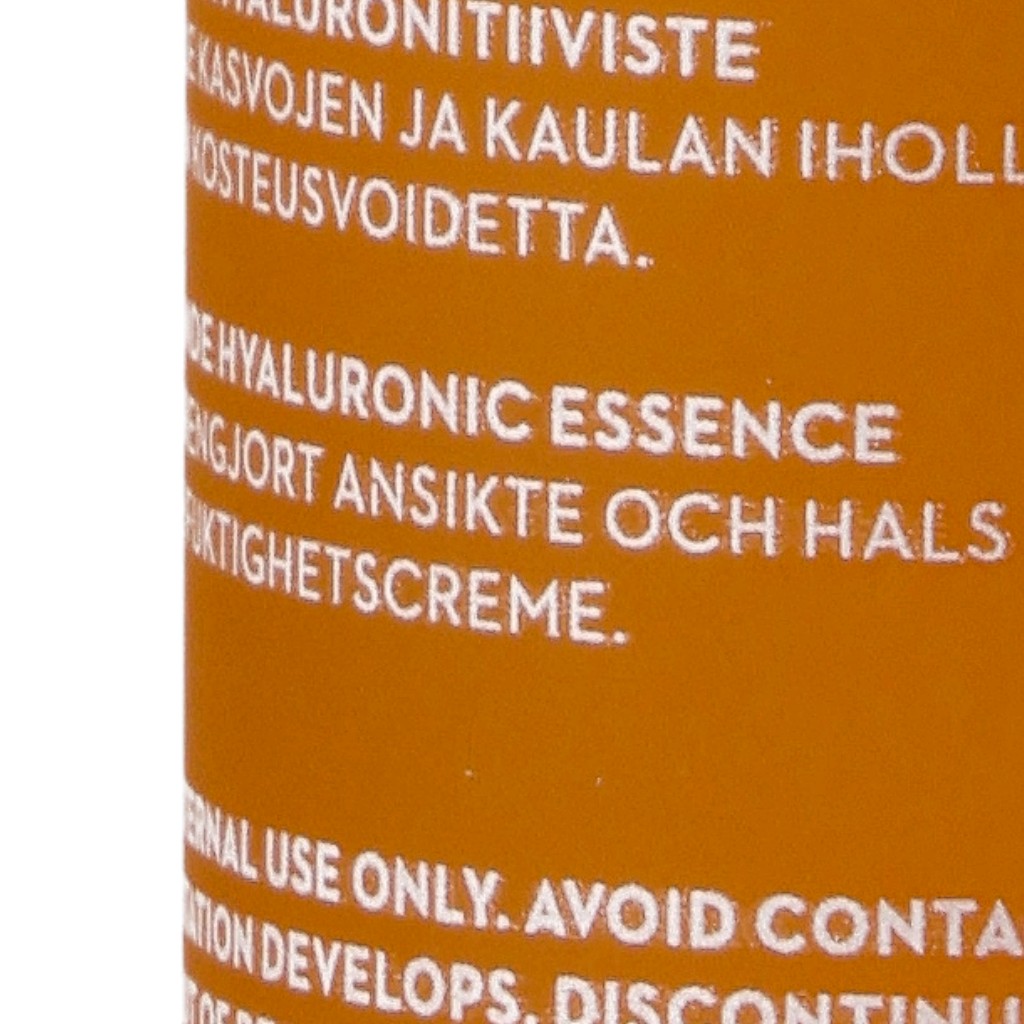 HYALURONITIIVISTE
KASVOJEN JA KAULAN IHOLL
KOSTEUSVOIDETTA.
DE HYALURONIC ESSENCE
ENGJORT ANSIKTE OCH HALS
FUKTIGHETSCREME.
ERNAL USE ONLY. AVOID CONTA
ATION DEVELOPS, DISCONTINU